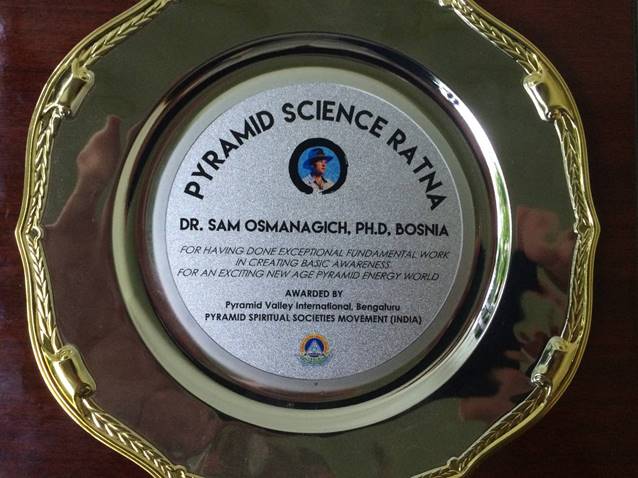 PYRAMID SCIENCE RATNA
DR. SAM OSMANAGICH, PH.D, BOSNIA
FOR HAVING DONE EXCEPTIONAL FUNDAMENTAL WORK
IN CREATING BASIC AWARENESS
FOR AN EXCITING NEW AGE PYRAMID ENERGY WORLD
AWARDED BY
Pyramid Valley International, Bengaluru
PYRAMID SPIRITUAL SOCIETIES MOVEMENT (INDIA)